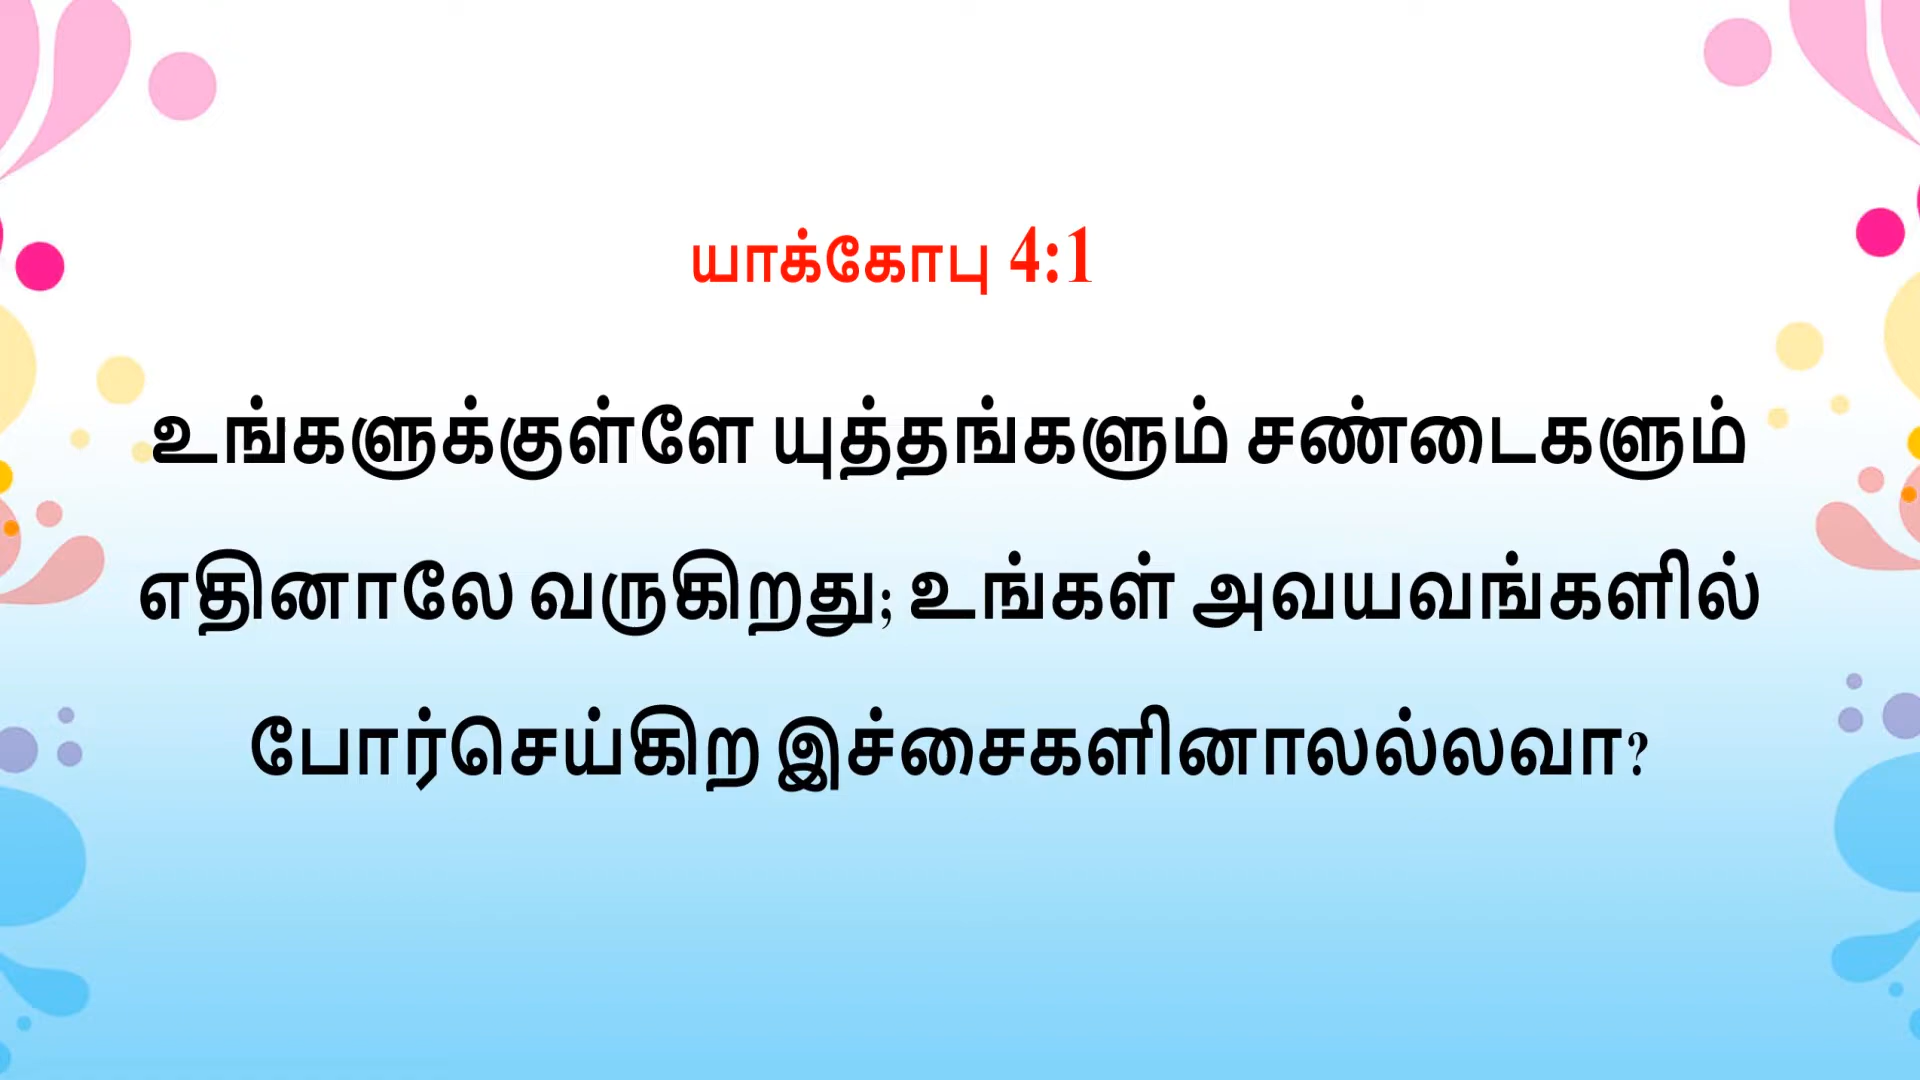 யாக்கோபு 4:1
உங்களுக்குள்ளே யுத்தங்களும் சண்டைகளும்
எதினாலே வருகிறது; உங்கள் அவயவங்களில்
போர்செய்கிற இச்சைகளினாலல்லவா?